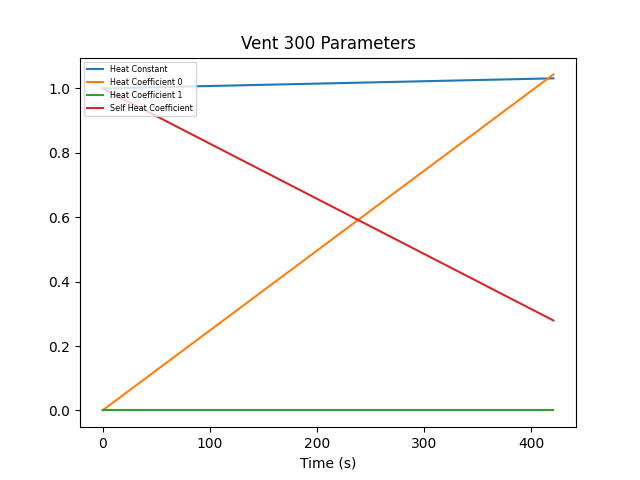 Vent 300 Parameters
Heat Constant
Heat Coefficient 0
Heat Coefficient 1
Self Heat Coefficient
1.0
0.8
0.6
0.4
0.2
0.0
0 100 200 300 400
Time (s)